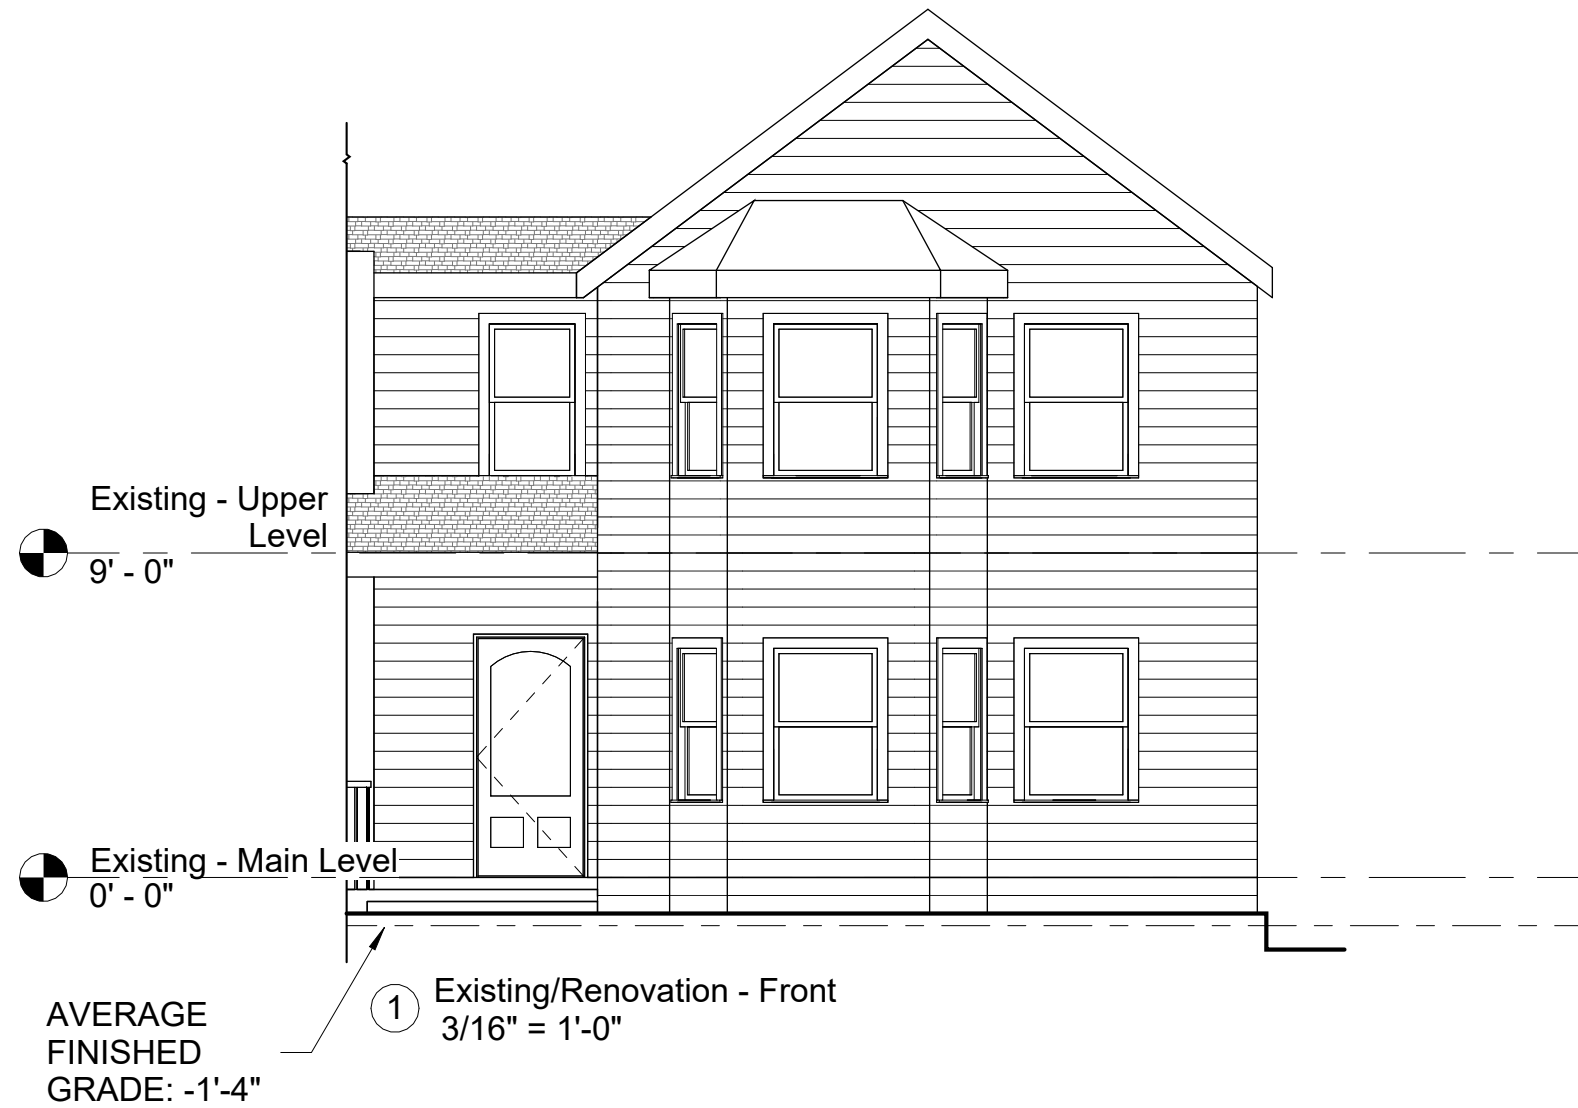 Existing - Upper
Level
9' - 0"
Existing - Main Level
0' - 0"
AVERAGE
FINISHED
GRADE: -1'-4"
1
Existing/Renovation - Front
3/16" = 1'-0"